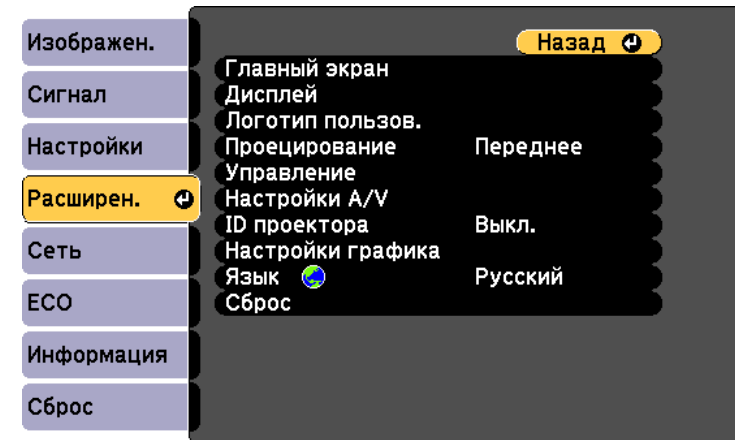 Изображен.
Сигнал
Настройки
Расширен.
Сеть
ECO
Информация
Сброс
Назад
Главный экран
Дисплей
Логотип пользов.
Проецирование Переднее
Управление
Настройки A/V
ID проектора Выкл.
Настройки графика
Язык Русский
Сброс